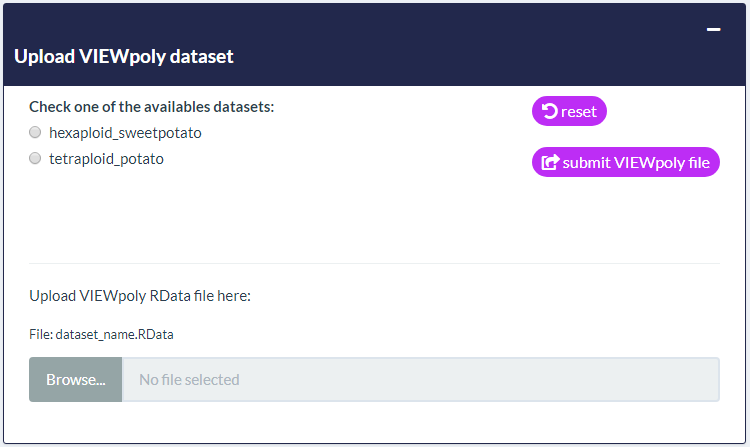 Upload VIEWpoly dataset
Check one of the availables datasets:
reset
hexaploid_sweetpotato
tetraploid_potato
submit VIEWpoly file
Upload VIEWpoly RData file here:
File: dataset_name.RData
Browse... No file selected